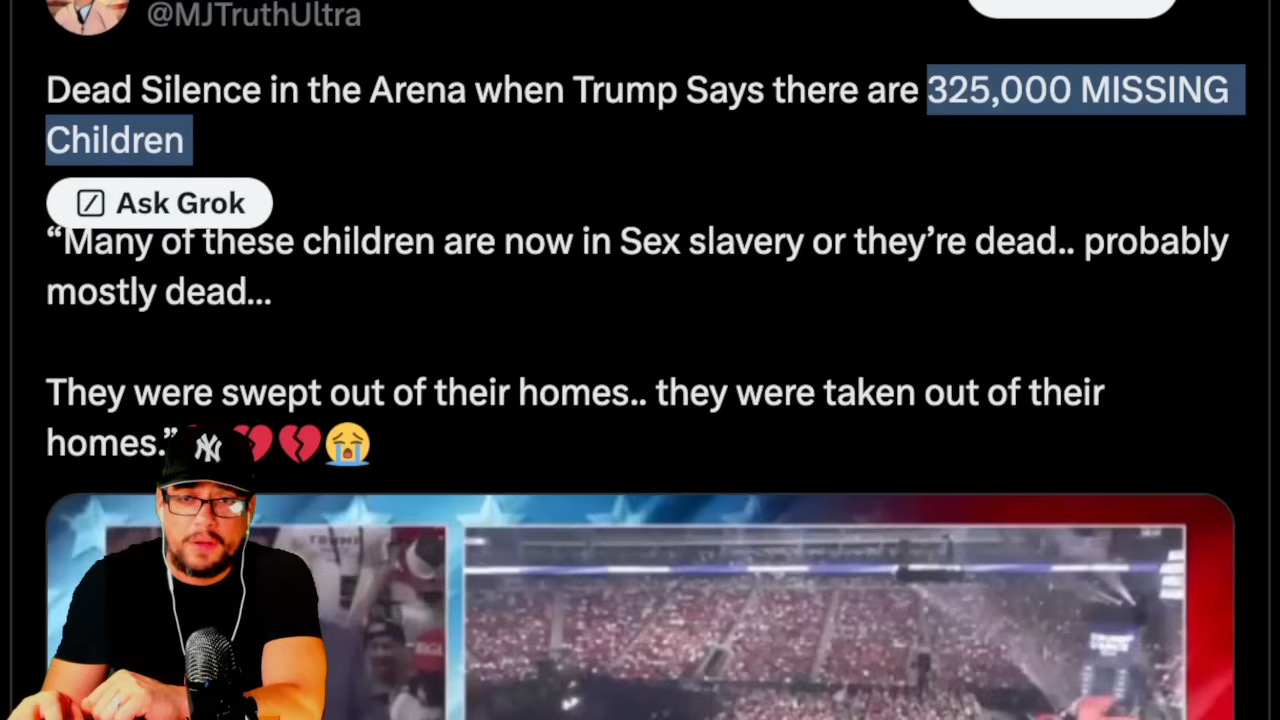 @MJTruthUltra
Dead Silence in the Arena when Trump Says there are 325,000 MISSING
Children
Ask Grok
“Many of these children are now in Sex slavery or they’re dead.. probably
mostly dead...
They were swept out of their homes.. they were taken out of their
homes.”
NY
TRUMP